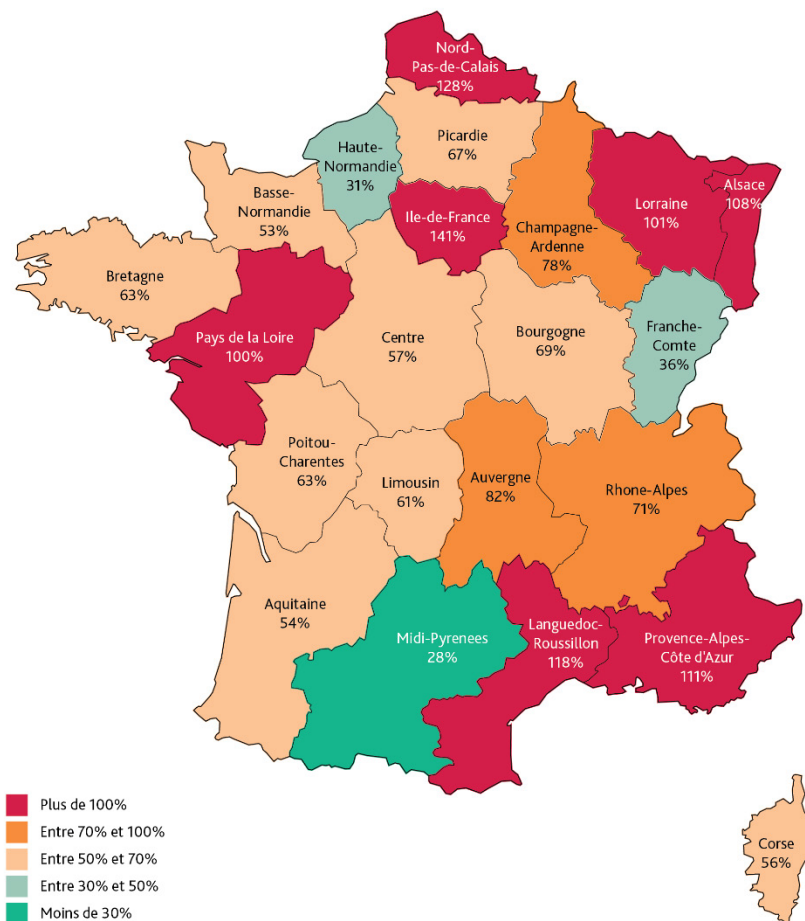 Nord-
Pas-de-Calais
128%
Picardie
67%
Haute-
Normandie
31%
Basse-
Normandie
53%
Ile-de-France
141%
Champagne-
Ardenne
78%
Lorraine
101%
Alsace
108%
Bretagne
63%
Pays de la Loire
100%
Centre
57%
Bourgogne
69%
Franche-
Comte
36%
Poitou-
Charentes
63%
Limousin
61%
Auvergne
82%
Rhone-Alpes
71%
Aquitaine
54%
Midi-Pyrenees
28%
Languedoc-
Roussillon
118%
Provence-Alpes-
Côte d'Azur
111%
Corse
56%
Plus de 100%
Entre 70% et 100%
Entre 50% et 70%
Entre 30% et 50%
Moins de 30%